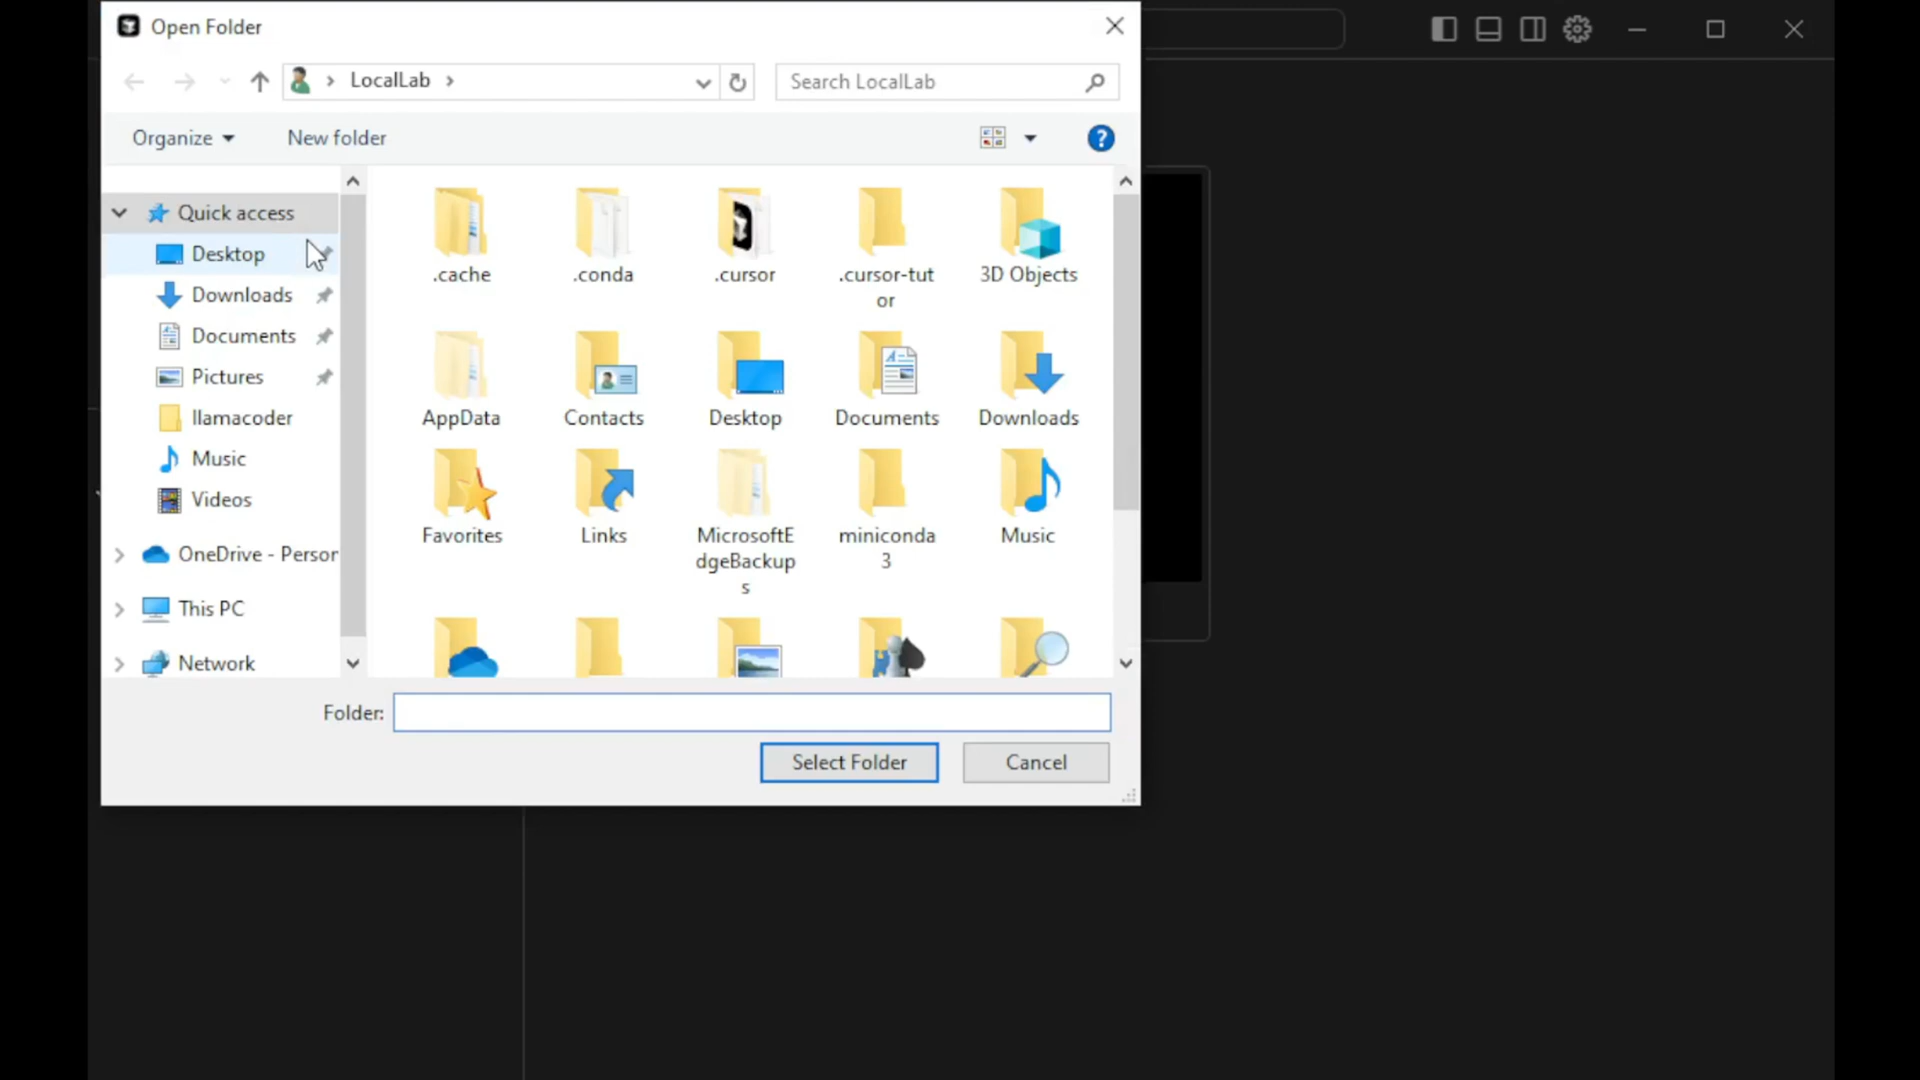 Open Folder
LocalLab
Search LocalLab
Organize
New folder
?
Quick access
Desktop
Downloads
Documents
Pictures
llamacoder
Music
Videos
OneDrive - Person
This PC
Network
.cache
.conda
.cursor
.cursor-tut
or
3D Objects
AppData
Contacts
Desktop
Documents
Downloads
Favorites
Links
MicrosoftE
dgeBackup
s
miniconda
3
Music
Folder:
Select Folder
Cancel